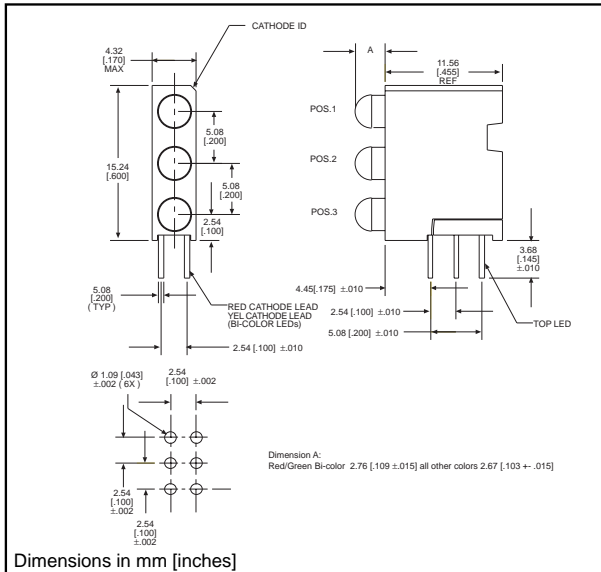 CATHODE ID
4.32
[.170]
MAX
A
11.56
[.455]
REF
POS.1
5.08
[.200]
15.24
[.600]
POS.2
5.08
[.200]
POS.3
2.54
[.100]
3.68
[.145]
±.010
5.08
[.200]
( TYP )
4.45[.175] ±.010
RED CATHODE LEAD
YEL CATHODE LEAD
(BI-COLOR LEDs)
2.54 [.100] ±.010
TOP LED
2.54 [.100] ±.010
5.08 [.200] ±.010
Ø 1.09 [.043]
±.002 ( 6X )
2.54
[.100] ±.002
Dimension A:
Red/Green Bi-color 2.76 [.109 ±.015] all other colors 2.67 [.103 +- .015]
2.54
[.100]
±.002
2.54
[.100]
±.002
Dimensions in mm [inches]